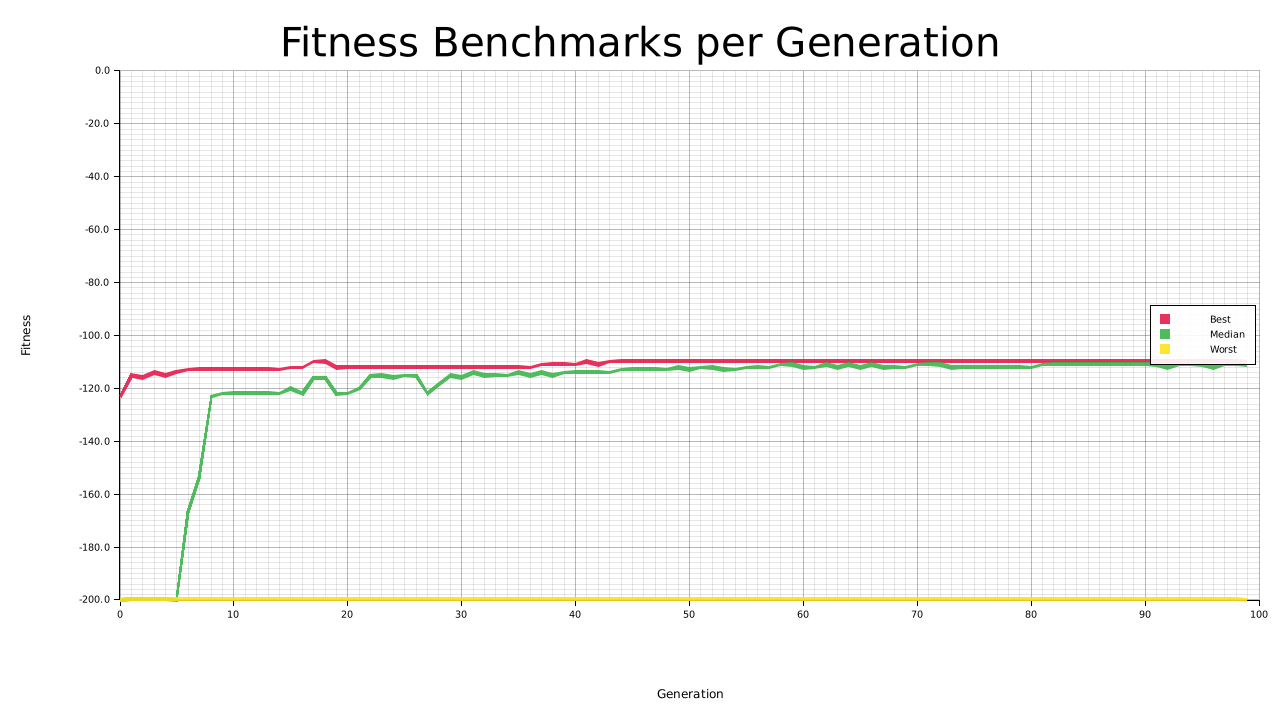 Fitness Benchmarks per Generation
0.0
-20.0
-40.0
-60.0
-80.0
-100.0
-120.0
-140.0
-160.0
-180.0
-200.0
Fitness
Best
Median
Worst
0 10 20 30 40 50 60 70 80 90 100
Generation